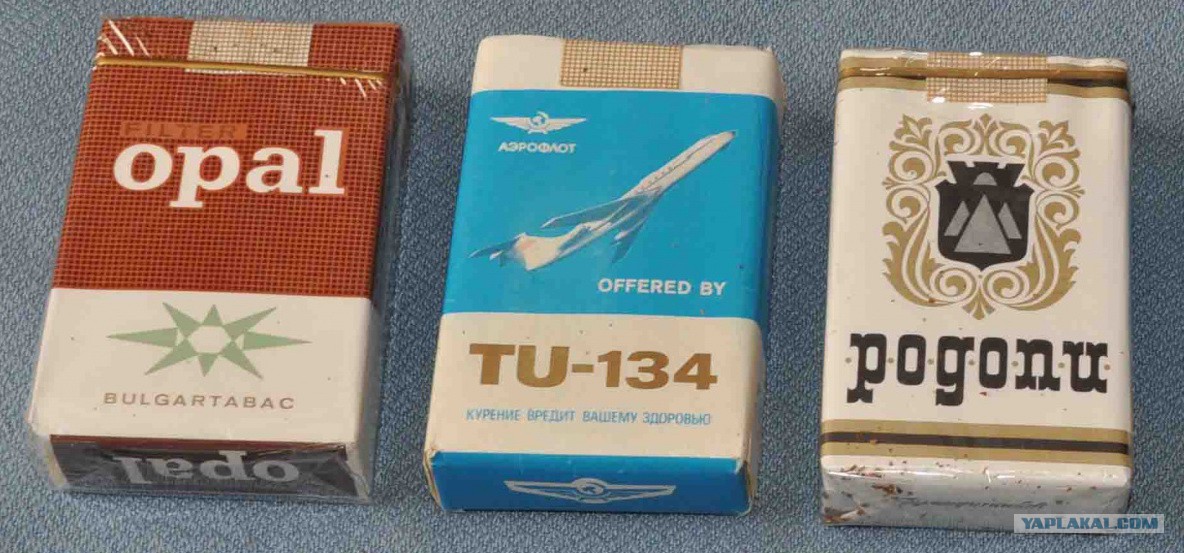 FILTER
opal
BULGARTABAC
opal
АЭРОФЛОТ
OFFERED BY
TU-134
КУРЕНИЕ ВРЕДИТ ВАШЕМУ ЗДОРОВЬЮ
родопи
YAPLAKAL.COM